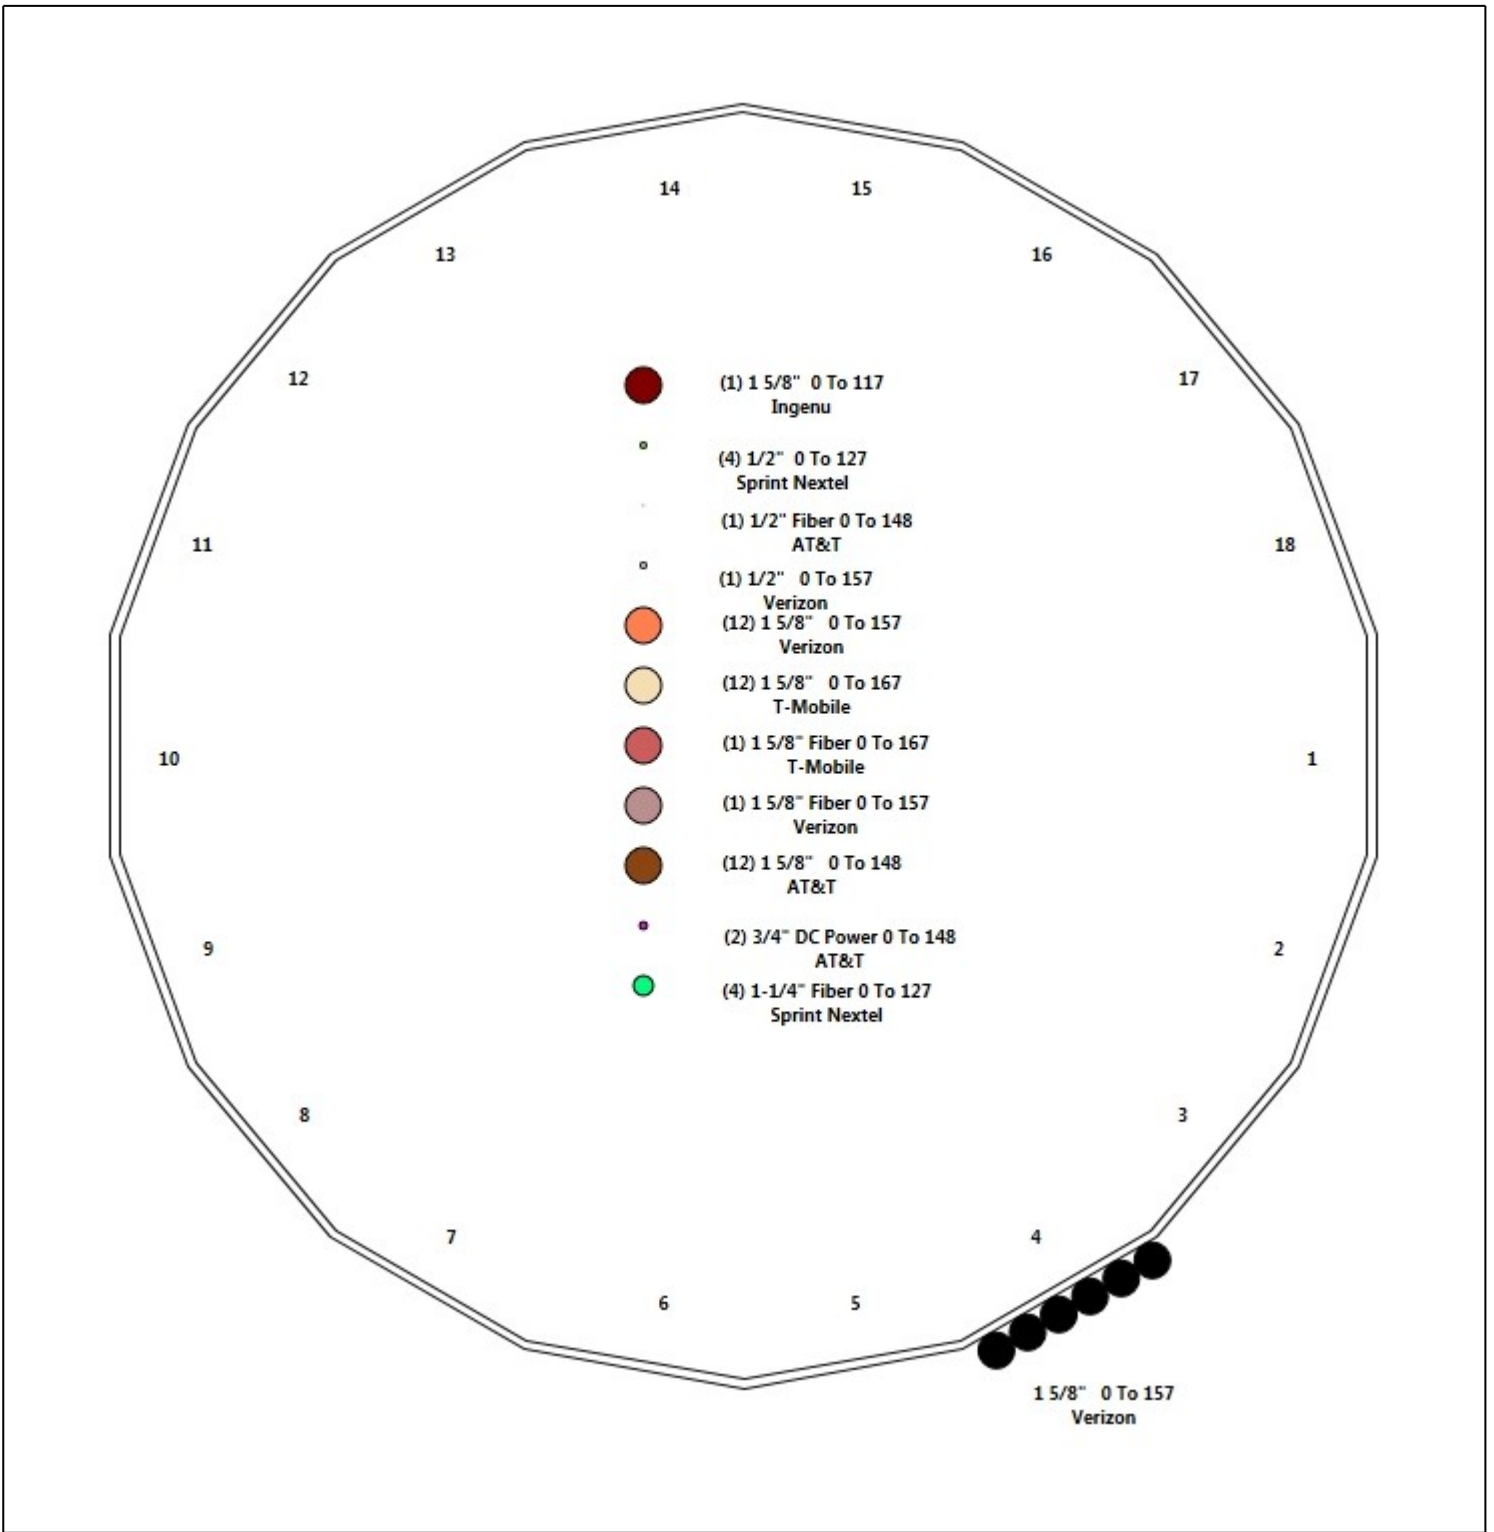 14
15
13
16
12
17
(1) 1 5/8"  0 To 117
Ingenu
(4) 1/2"  0 To 127
Sprint Nextel
(1) 1/2" Fiber 0 To 148
AT&T
11
18
(1) 1/2"   0 To 157
Verizon
(12) 1 5/8"   0 To 157
Verizon
(12) 1 5/8"   0 To 167
T-Mobile
(1) 1 5/8" Fiber 0 To 167
T-Mobile
10
1
(1) 1 5/8" Fiber 0 To 157
Verizon
(12) 1 5/8"   0 To 148
AT&T
(2) 3/4" DC Power 0 To 148
AT&T
9
2
(4) 1-1/4" Fiber 0 To 127
Sprint Nextel
8
3
7
4
6
5
1 5/8"   0 To 157
Verizon